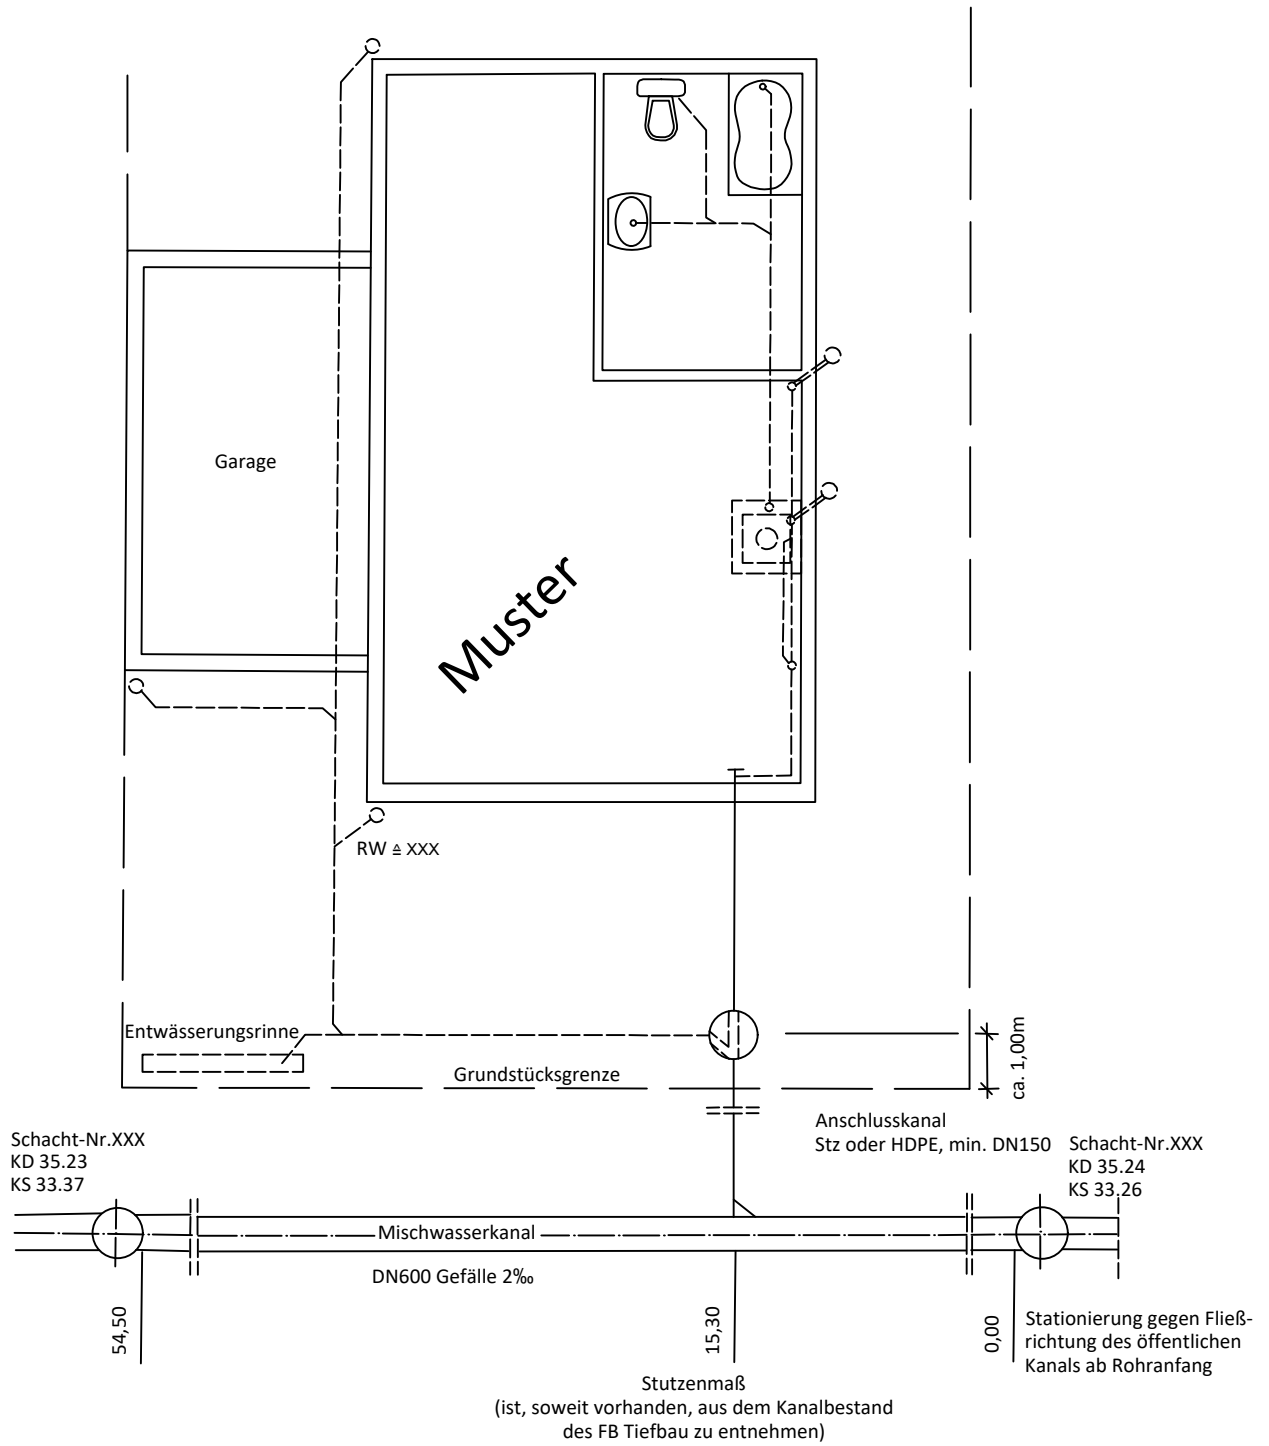 Garage
Muster
RW ≙ XXX
Entwässerungsrinne
Grundstücksgrenze
ca. 1,00m
Anschlusskanal
Stz oder HDPE, min. DN150
Schacht-Nr.XXX
KD 35.23
KS 33.37
Schacht-Nr.XXX
KD 35.24
KS 33.26
Mischwasserkanal
DN600 Gefälle 2‰
54,50
15,30
0,00
Stationierung gegen Fließ-
richtung des öffentlichen
Kanals ab Rohranfang
Stutzenmaß
(ist, soweit vorhanden, aus dem Kanalbestand
des FB Tiefbau zu entnehmen)